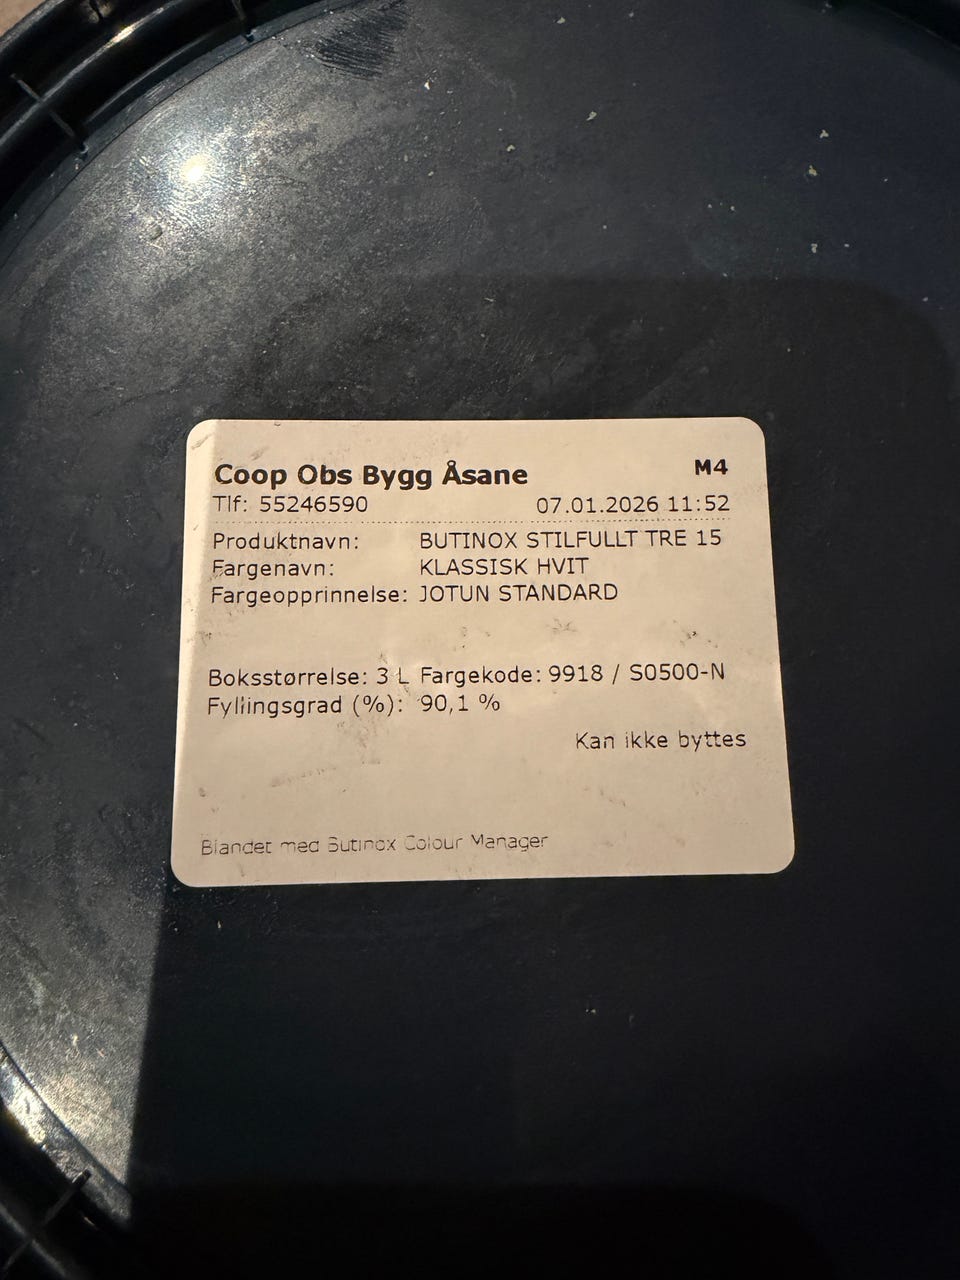 Coop Obs Bygg Åsane M4
Tlf: 55246590 07.01.2026 11:52
Produktnavn: BUTINOX STILFULLT TRE 15
Fargenavn: KLASSISK HVIT
Fargeopprinnelse: JOTUN STANDARD
Boksstørrelse: 3 L Fargekode: 9918 / S0500-N
Fyllingsgrad (%): 90,1 %
Kan ikke byttes
Blandet med Butinox Colour Manager